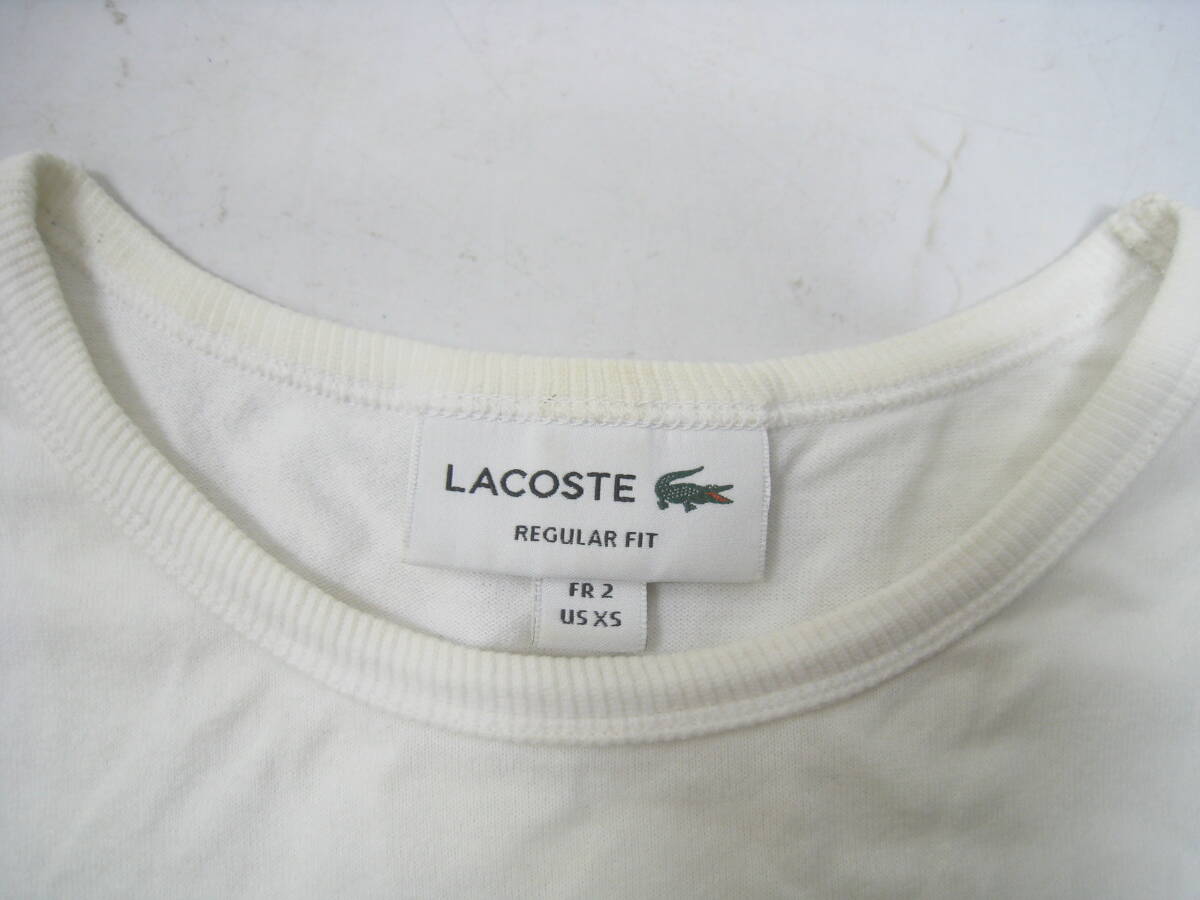 LACOSTE
REGULAR FIT
FR 2
US XS